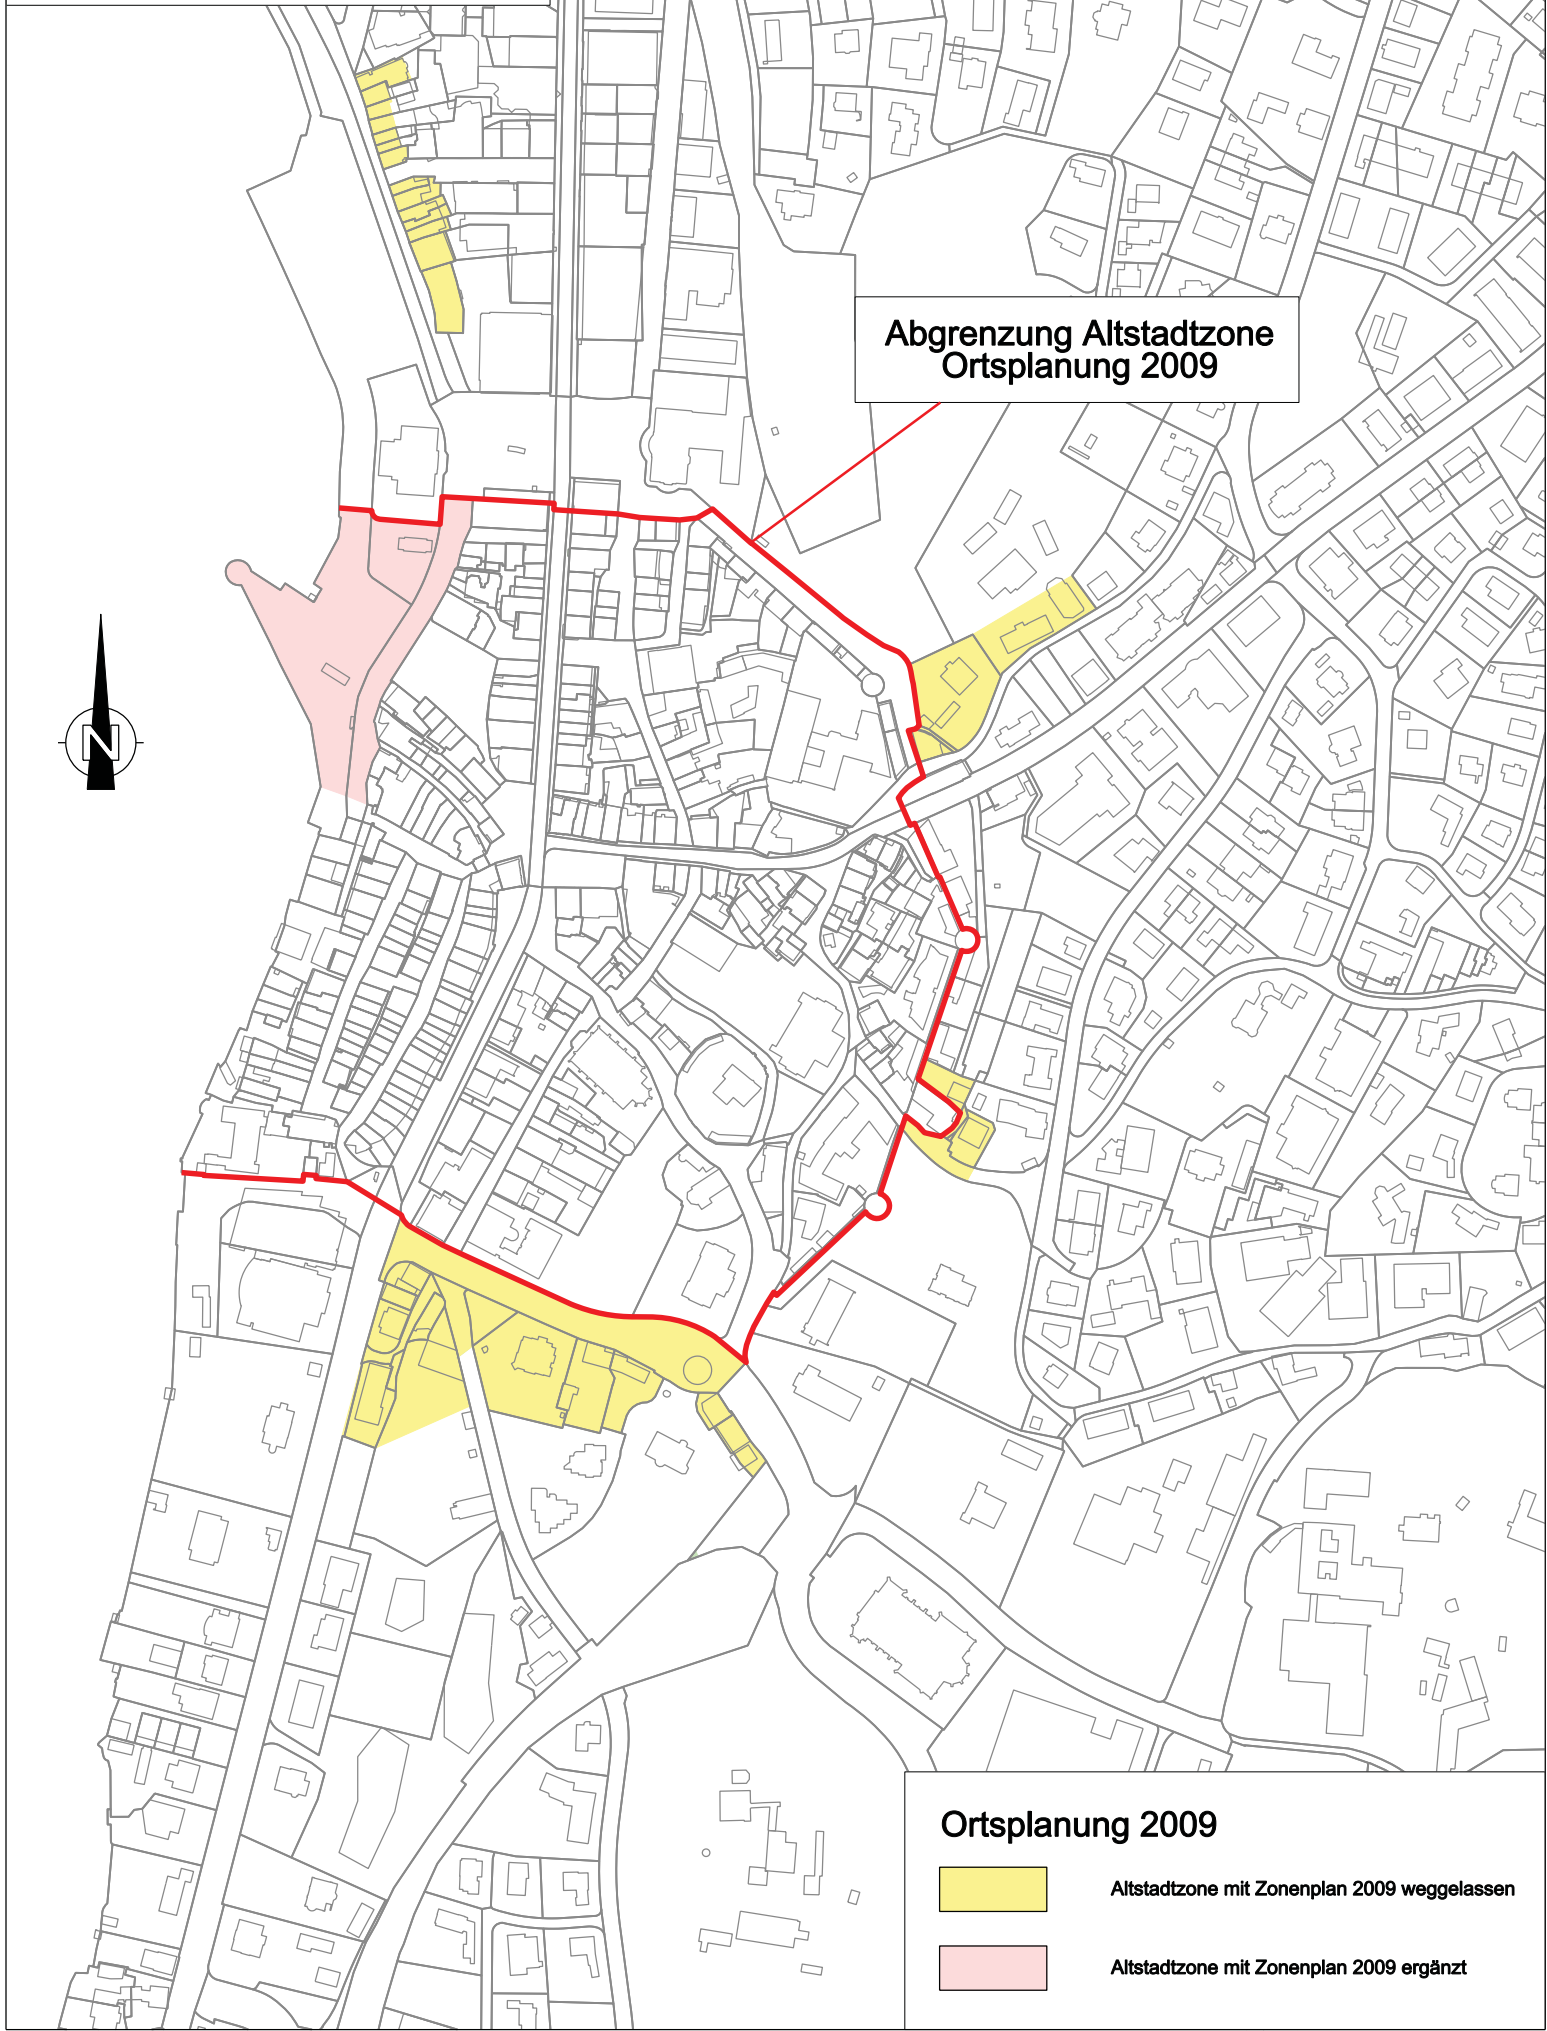 Abgrenzung Altstadtzone
Ortsplanung 2009
N
Ortsplanung 2009
Altstadtzone mit Zonenplan 2009 weggelassen
Altstadtzone mit Zonenplan 2009 ergänzt